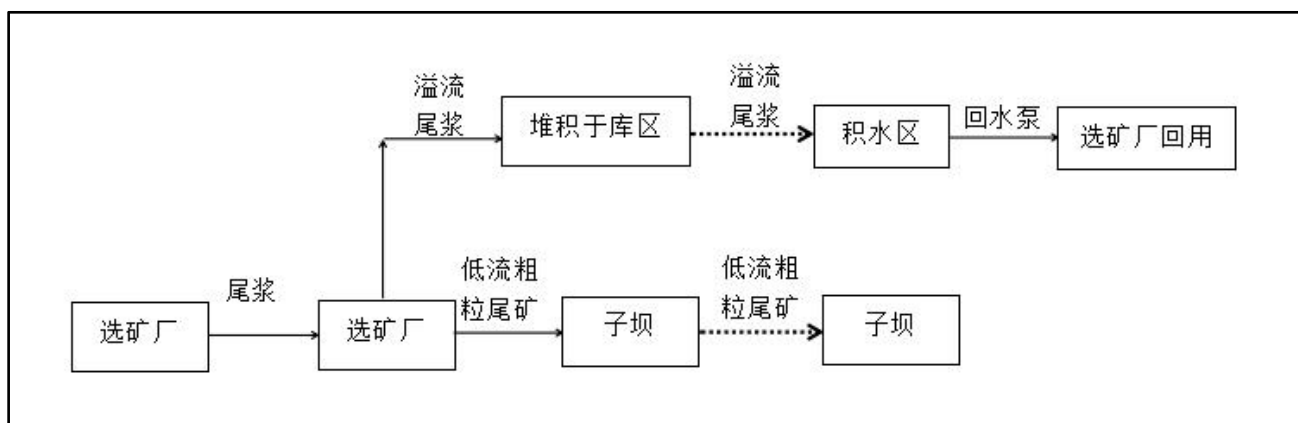 溢流
尾浆
堆积于库区
溢流
尾浆
积水区
回水泵
选矿厂回用
选矿厂
尾浆
选矿厂
低流粗
粒尾矿
子坝
低流粗
粒尾矿
子坝